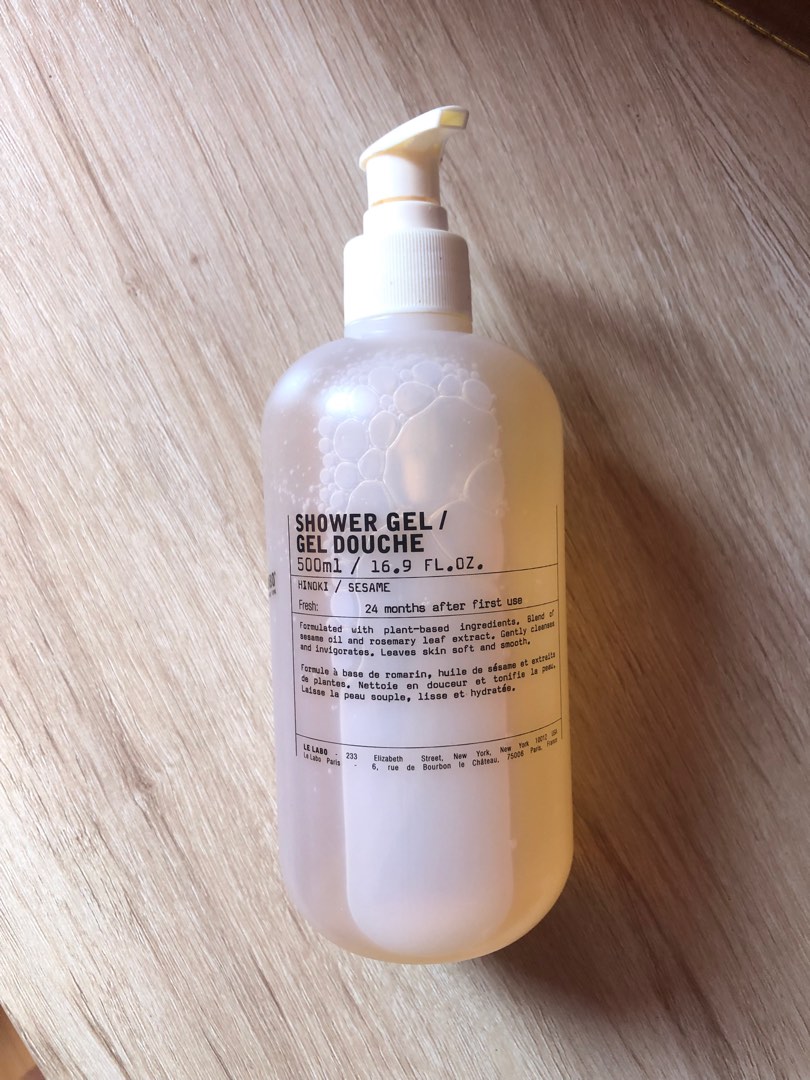 SHOWER GEL /
GEL DOUCHE
500ml / 16.9 FL.OZ.
HINOKI / SESAME
Fresh: 24 months after first use
Formulated with plant-based ingredients. Blend of
sesame oil and rosemary leaf extract. Gently cleanses
and invigorates. Leaves skin soft and smooth.
Formule à base de romarin, huile de sésame et extraits
de plantes. Nettoie en douceur et tonifie la peau.
Laisse la peau souple, lisse et hydratée.
LE LABO - 233 Elizabeth Street, New York, New York 10012 USA
Le Labo Paris - 6, rue de Bourbon le Château, 75006 Paris, France